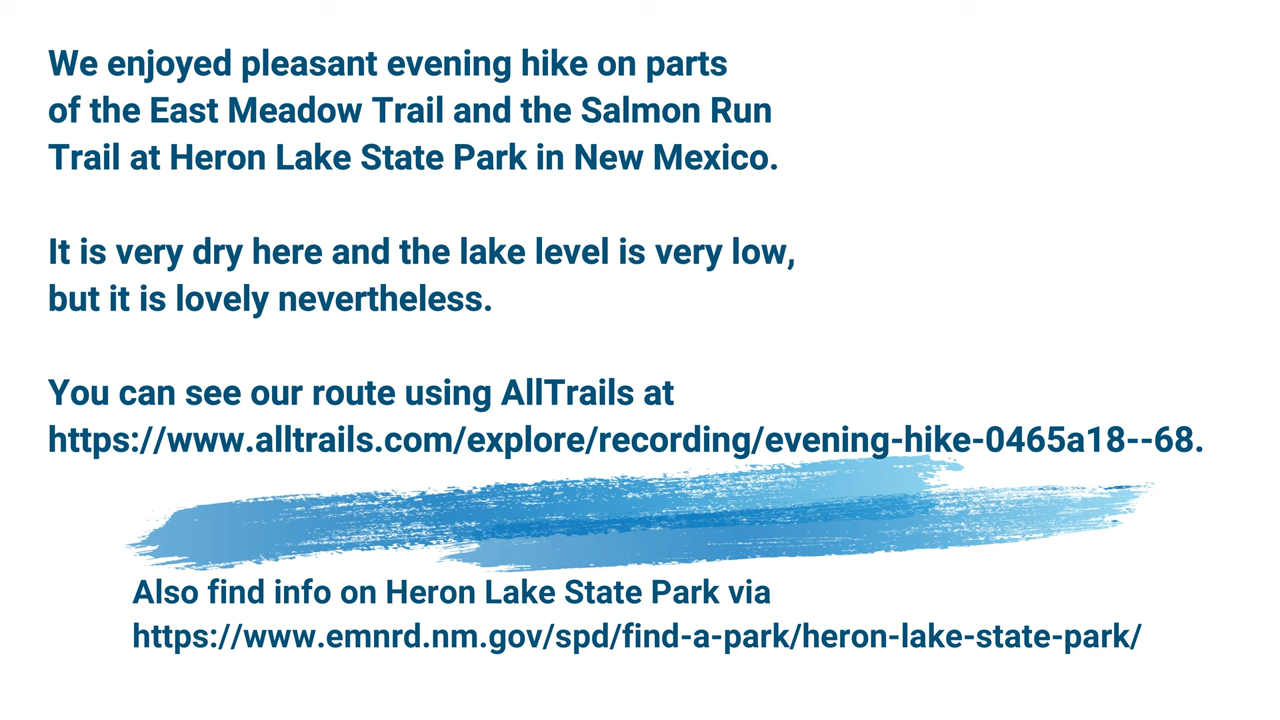 We enjoyed pleasant evening hike on parts
of the East Meadow Trail and the Salmon Run
Trail at Heron Lake State Park in New Mexico.
It is very dry here and the lake level is very low,
but it is lovely nevertheless.
You can see our route using AllTrails at
https://www.alltrails.com/explore/recording/evening-hike-0465a18--68.
Also find info on Heron Lake State Park via
https://www.emnrd.nm.gov/spd/find-a-park/heron-lake-state-park/